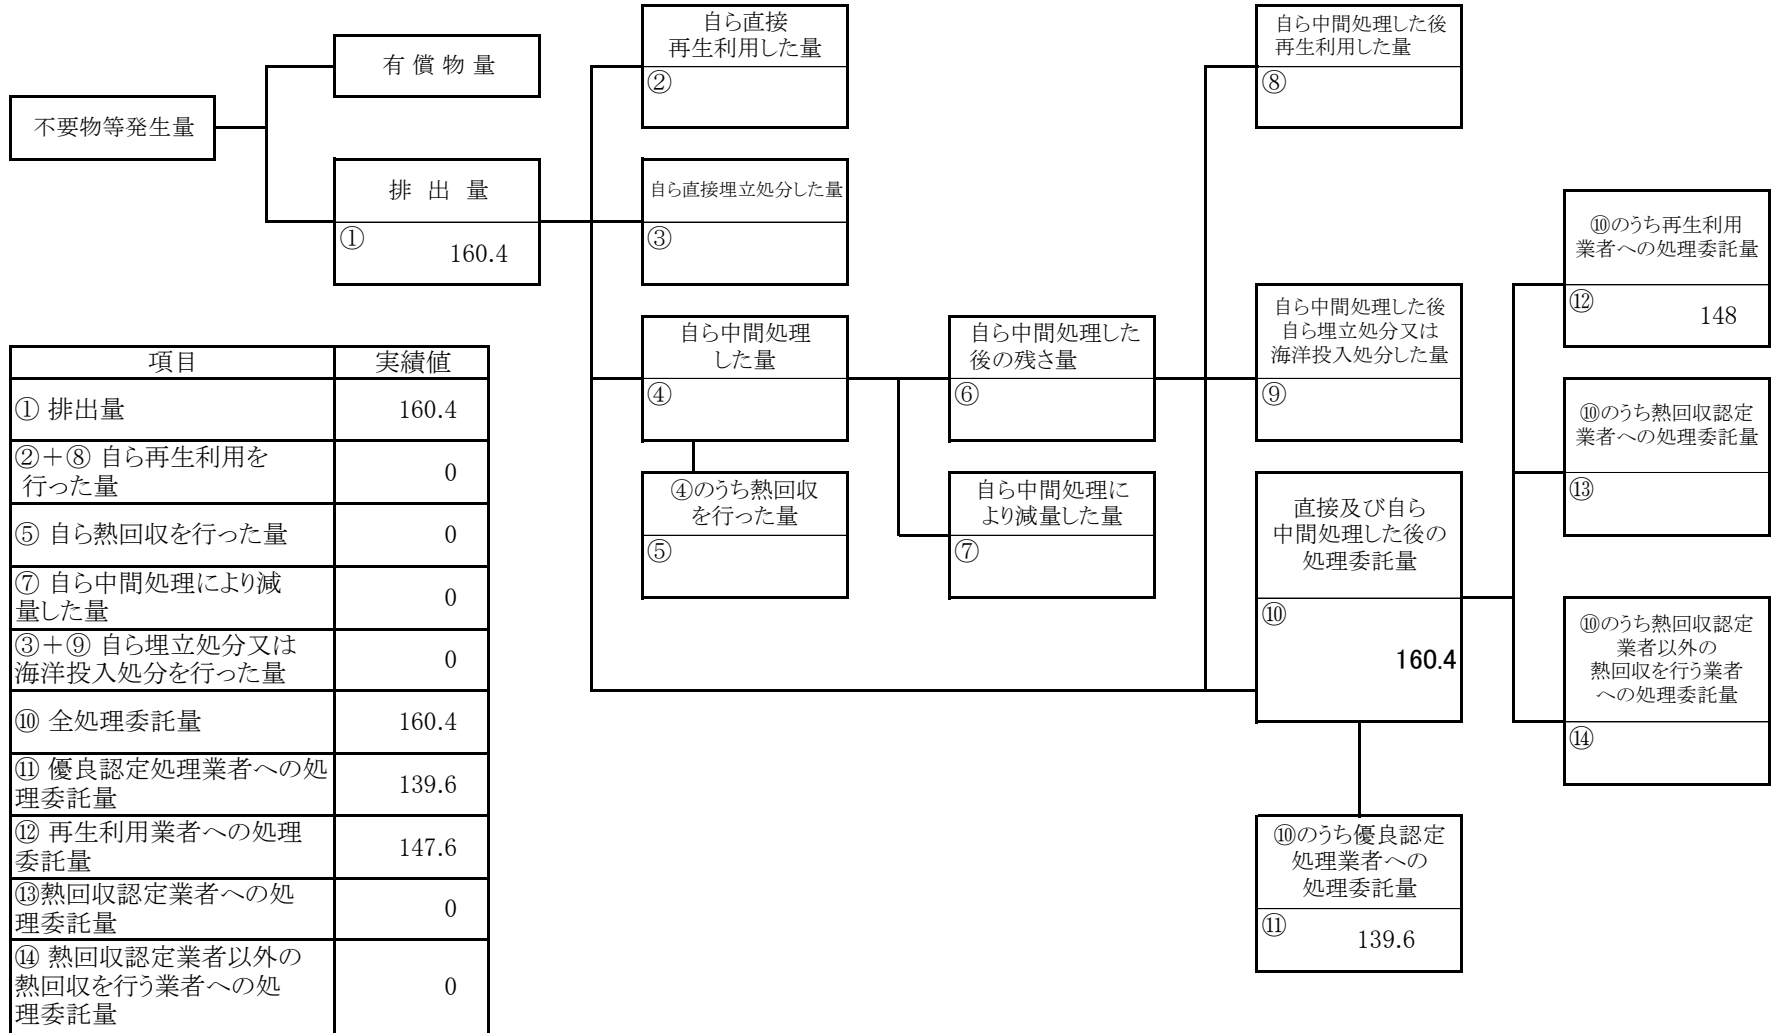 不要物等発生量
有 償 物 量
排 出 量
①
160.4
自ら直接
再生利用した量
②
自ら直接埋立処分した量
③
自ら中間処理
した量
④
④のうち熱回収
を行った量
⑤
自ら中間処理した
後の残さ量
⑥
自ら中間処理に
より減量した量
⑦
自ら中間処理した後
再生利用した量
⑧
自ら中間処理した後
自ら埋立処分又は
海洋投入処分した量
⑨
直接及び自ら
中間処理した後の
処理委託量
⑩
160.4
⑩のうち優良認定
処理業者への
処理委託量
⑪
139.6
⑩のうち再生利用
業者への処理委託量
⑫
148
⑩のうち熱回収認定
業者への処理委託量
⑬
⑩のうち熱回収認定
業者以外の
熱回収を行う業者
への処理委託量
⑭
項目 実績値
① 排出量 160.4
②+⑧ 自ら再生利用を
行った量 0
⑤ 自ら熱回収を行った量 0
⑦ 自ら中間処理により減
量した量 0
③+⑨ 自ら埋立処分又は
海洋投入処分を行った量 0
⑩ 全処理委託量 160.4
⑪ 優良認定処理業者への処
理委託量 139.6
⑫ 再生利用業者への処理
委託量 147.6
⑬熱回収認定業者への処
理委託量 0
⑭ 熱回収認定業者以外の
熱回収を行う業者への処
理委託量 0